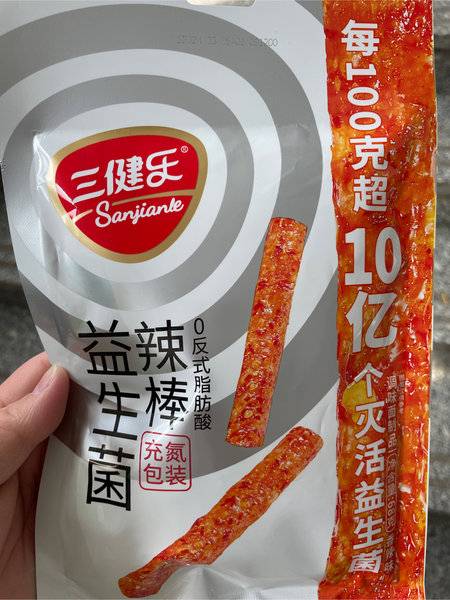 三健乐®
Sanjianle
0反式脂肪酸
辣棒
益生菌
充氮
包装
每100克超
10亿
个灭活益生菌